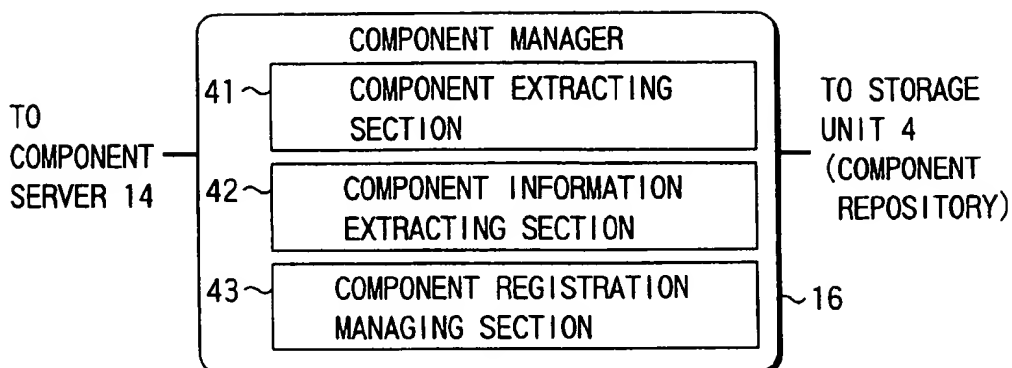 COMPONENT MANAGER
41
COMPONENT EXTRACTING
SECTION
TO
COMPONENT
SERVER 14
42
COMPONENT INFORMATION
EXTRACTING SECTION
43
COMPONENT REGISTRATION
MANAGING SECTION
TO STORAGE
UNIT 4
(COMPONENT
REPOSITORY)
16